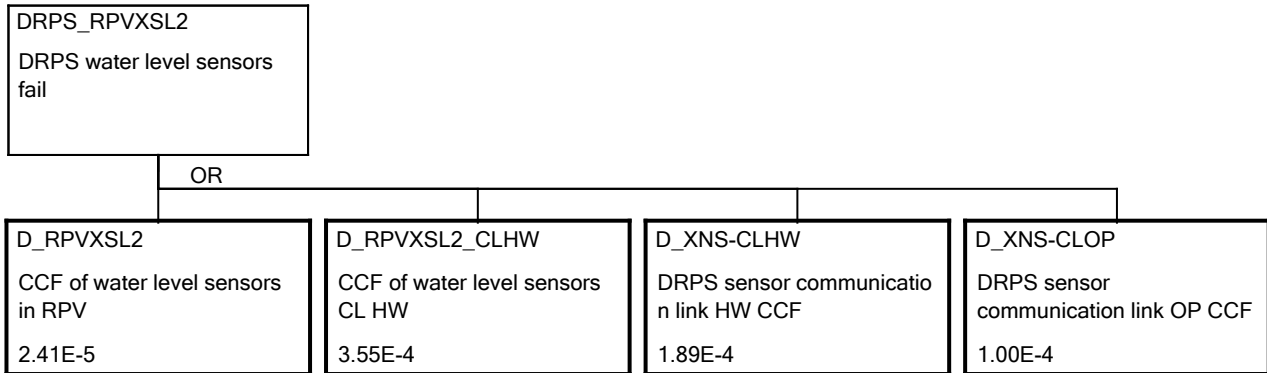 DRPS_RPVXSL2
DRPS water level sensors
fail
OR
D_RPVXSL2
CCF of water level sensors
in RPV
2.41E-5
D_RPVXSL2_CLHW
CCF of water level sensors
CL HW
3.55E-4
D_XNS-CLHW
DRPS sensor communicatio
n link HW CCF
1.89E-4
D_XNS-CLOP
DRPS sensor
communication link OP CCF
1.00E-4